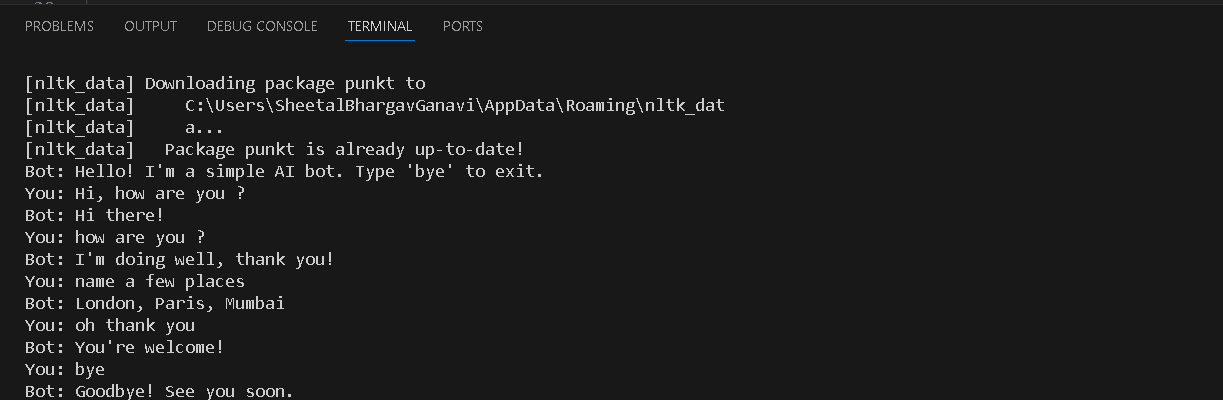 PROBLEMS OUTPUT DEBUG CONSOLE TERMINAL PORTS
[nltk_data] Downloading package punkt to
[nltk_data]     C:\Users\SheetalBhargavGanavi\AppData\Roaming\nltk_dat
[nltk_data]     a...
[nltk_data]   Package punkt is already up-to-date!
Bot: Hello! I'm a simple AI bot. Type 'bye' to exit.
You: Hi, how are you ?
Bot: Hi there!
You: how are you ?
Bot: I'm doing well, thank you!
You: name a few places
Bot: London, Paris, Mumbai
You: oh thank you
Bot: You're welcome!
You: bye
Bot: Goodbye! See you soon.